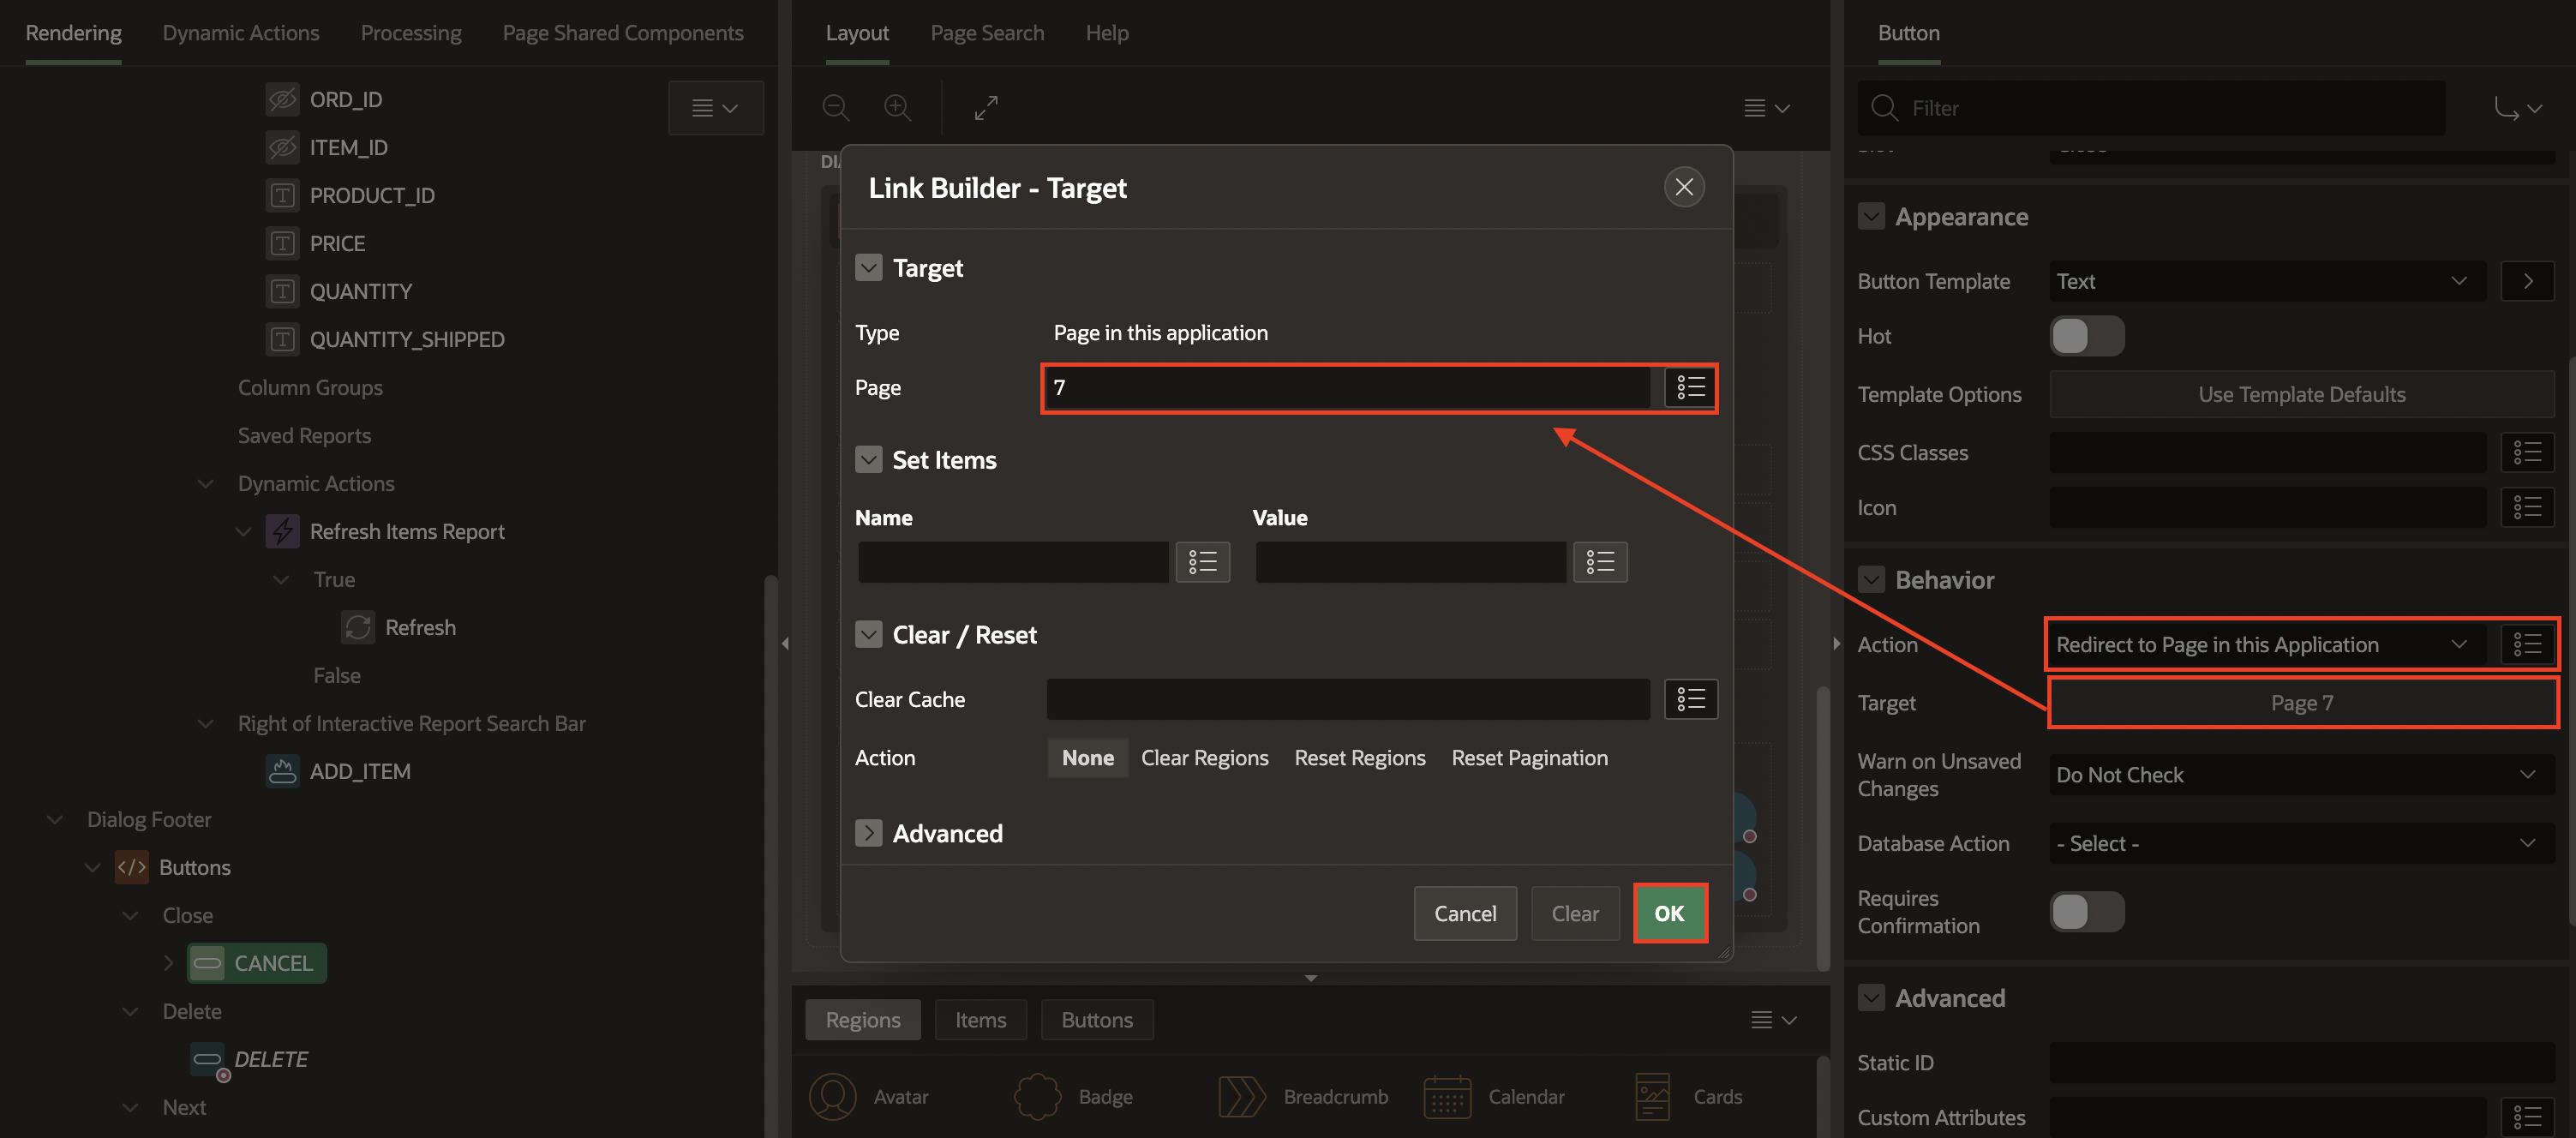 Rendering
Dynamic Actions
Processing
Page Shared Components
ORD_ID
ITEM_ID
PRODUCT_ID
PRICE
QUANTITY
QUANTITY_SHIPPED
Column Groups
Saved Reports
Dynamic Actions
Refresh Items Report
True
Refresh
False
Right of Interactive Report Search Bar
ADD_ITEM
Dialog Footer
Buttons
Close
CANCEL
Delete
DELETE
Next
Layout
Page Search
Help
Link Builder - Target
Target
Type
Page in this application
Page
7
Set Items
Name
Value
Clear / Reset
Clear Cache
Action
None
Clear Regions
Reset Regions
Reset Pagination
Advanced
Cancel
Clear
OK
Regions
Items
Buttons
Avatar
Badge
Breadcrumb
Calendar
Cards
Button
Filter
Appearance
Button Template
Text
Hot
Template Options
Use Template Defaults
CSS Classes
Icon
Behavior
Action
Redirect to Page in this Application
Target
Page 7
Warn on Unsaved
Changes
Do Not Check
Database Action
- Select -
Requires
Confirmation
Advanced
Static ID
Custom Attributes